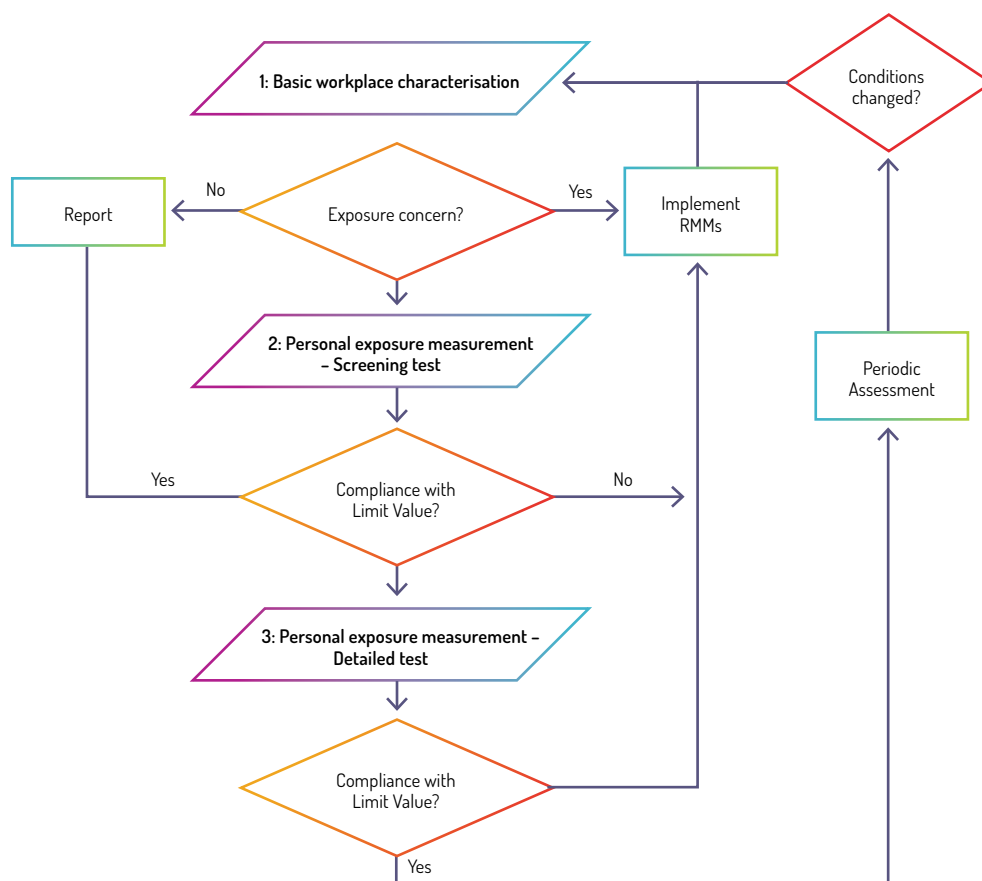 1: Basic workplace characterisation
Conditions
changed?
No
Yes
Report
Exposure concern?
Implement
RMMs
2: Personal exposure measurement
– Screening test
Periodic
Assessment
Yes
No
Compliance with
Limit Value?
3: Personal exposure measurement –
Detailed test
Compliance with
Limit Value?
Yes